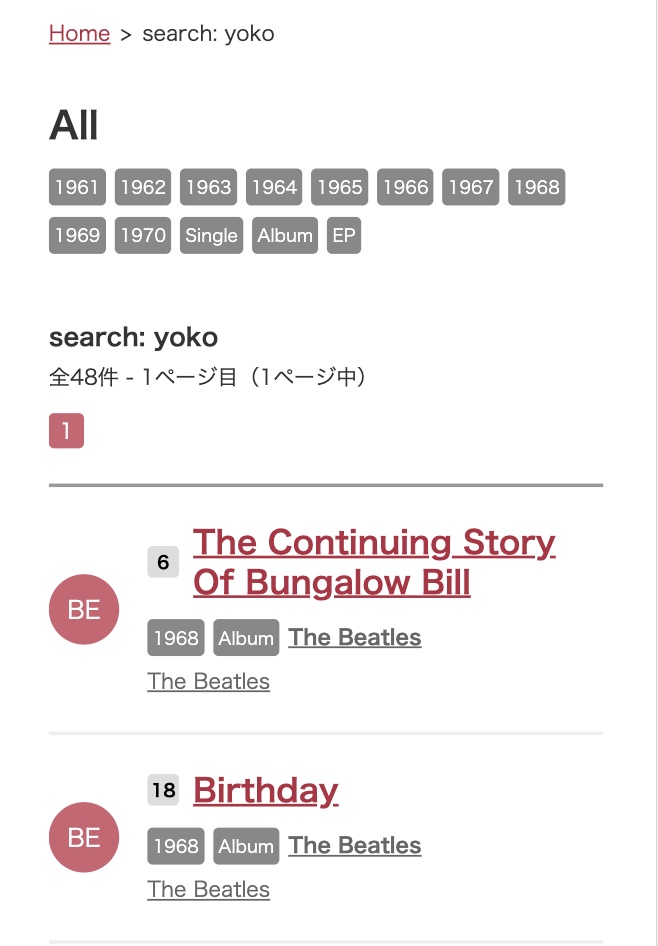 Home > search: yoko
All
1961 1962 1963 1964 1965 1966 1967 1968
1969 1970 Single Album EP
search: yoko
全48件 - 1ページ目（1ページ中）
1
6 The Continuing Story
Of Bungalow Bill
BE
1968 Album The Beatles
The Beatles
18 Birthday
BE
1968 Album The Beatles
The Beatles